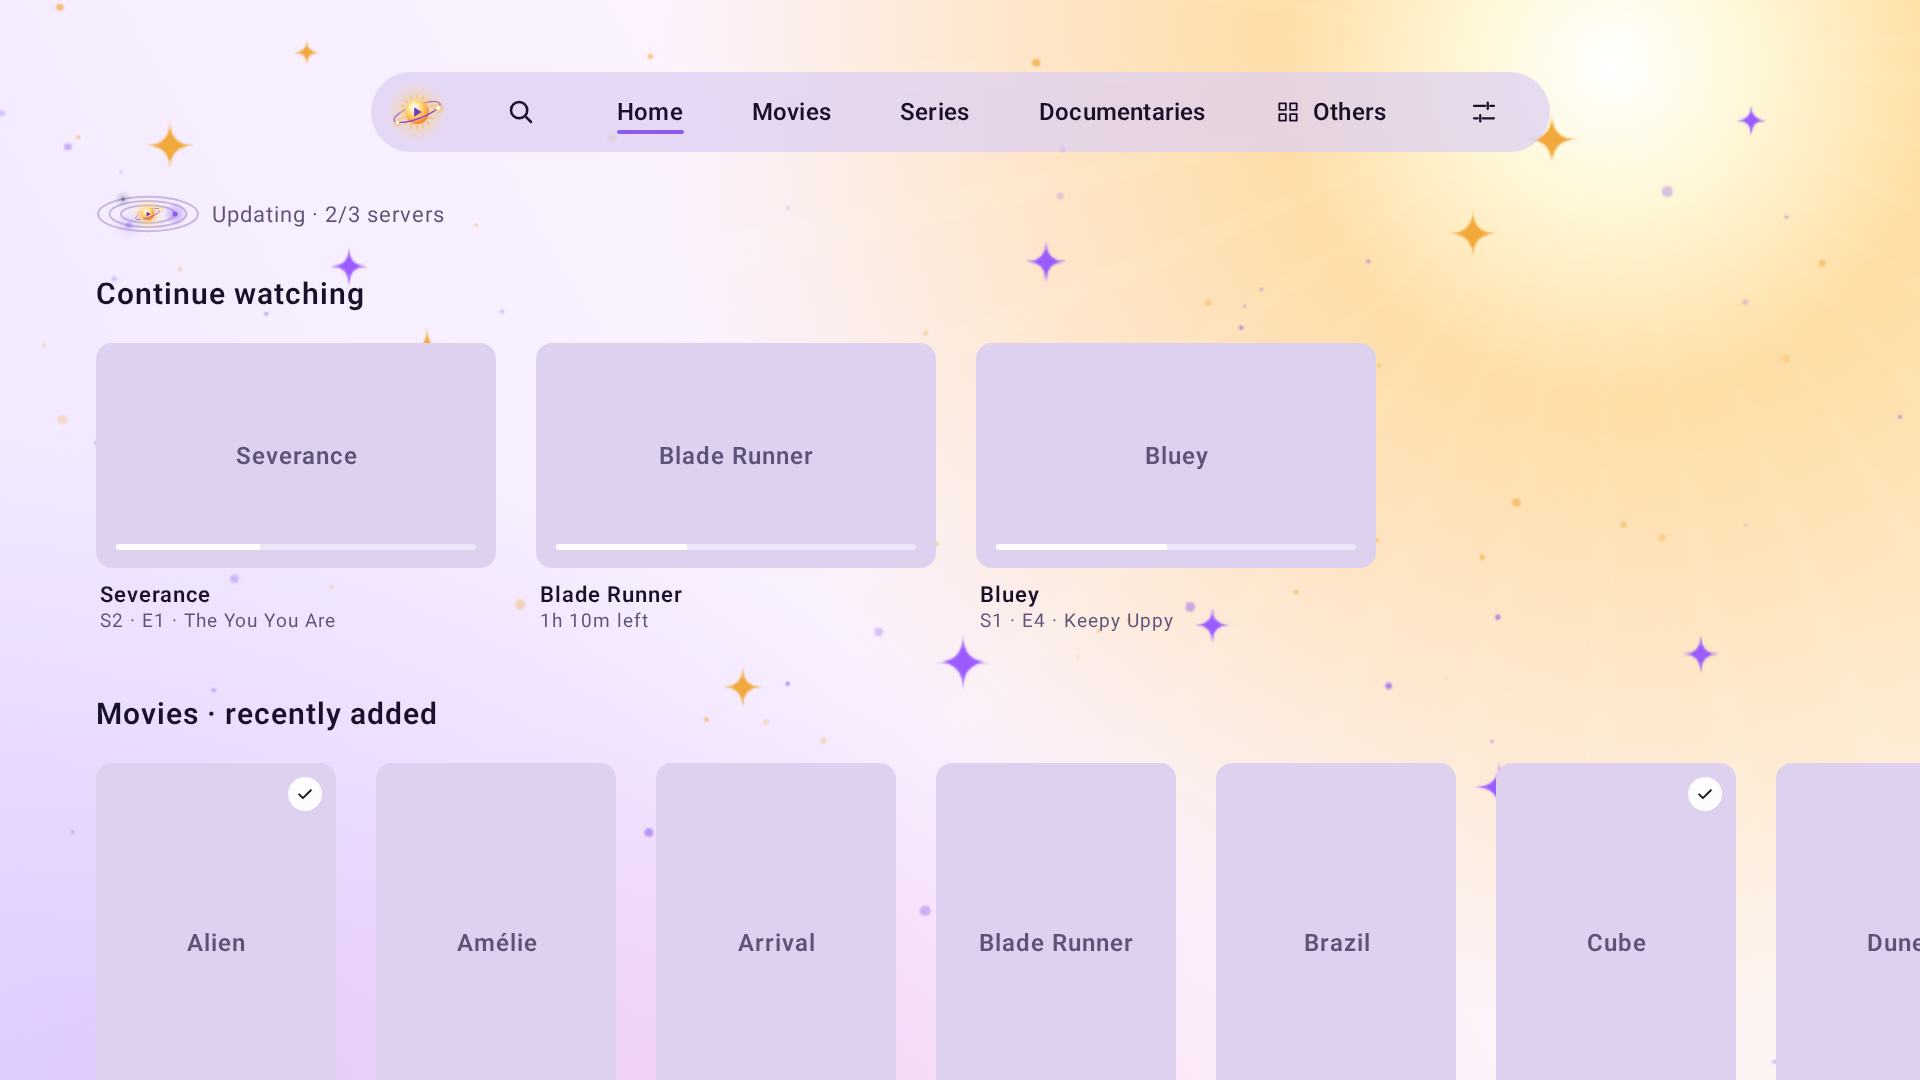 Home Movies Series Documentaries Others
Updating · 2/3 servers
Continue watching
Severance Blade Runner Bluey
Severance Blade Runner Bluey
S2 · E1 · The You You Are 1h 10m left S1 · E4 · Keepy Uppy
Movies · recently added
Alien Amélie Arrival Blade Runner Brazil Cube Dune